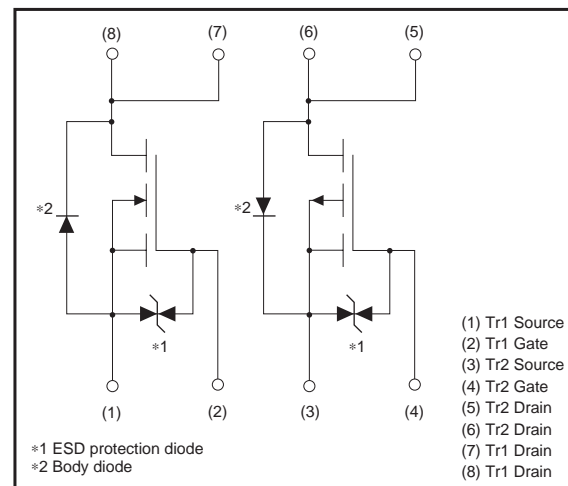 (8) (7) (6) (5)
∗2 ∗2
∗1 ∗1
(1) (2) (3) (4)
(1) Tr1 Source
(2) Tr1 Gate
(3) Tr2 Source
(4) Tr2 Gate
(5) Tr2 Drain
(6) Tr2 Drain
(7) Tr1 Drain
(8) Tr1 Drain
∗1 ESD protection diode
∗2 Body diode